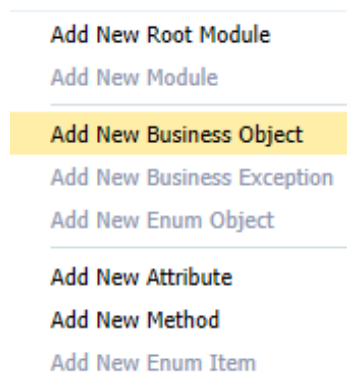 Add New Root Module
Add New Module
Add New Business Object
Add New Business Exception
Add New Enum Object
Add New Attribute
Add New Method
Add New Enum Item